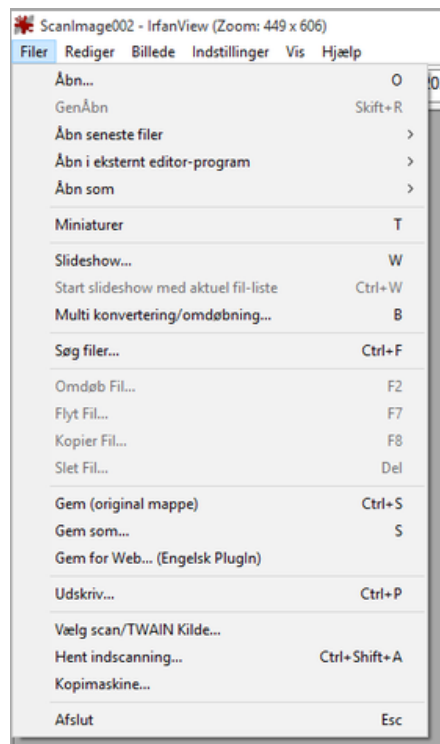 ScanImage002 - IrfanView (Zoom: 449 x 606)
Filer Rediger Billede Indstillinger Vis Hjælp
Åbn... O
GenÅbn Skift+R
Åbn seneste filer >
Åbn i eksternt editor-program >
Åbn som >
Miniaturer T
Slideshow... W
Start slideshow med aktuel fil-liste Ctrl+W
Multi konvertering/omdøbning... B
Søg filer... Ctrl+F
Omdøb Fil... F2
Flyt Fil... F7
Kopier Fil... F8
Slet Fil... Del
Gem (original mappe) Ctrl+S
Gem som... S
Gem for Web... (Engelsk PlugIn)
Udskriv... Ctrl+P
Vælg scan/TWAIN Kilde...
Hent indscanning... Ctrl+Shift+A
Kopimaskine...
Afslut Esc